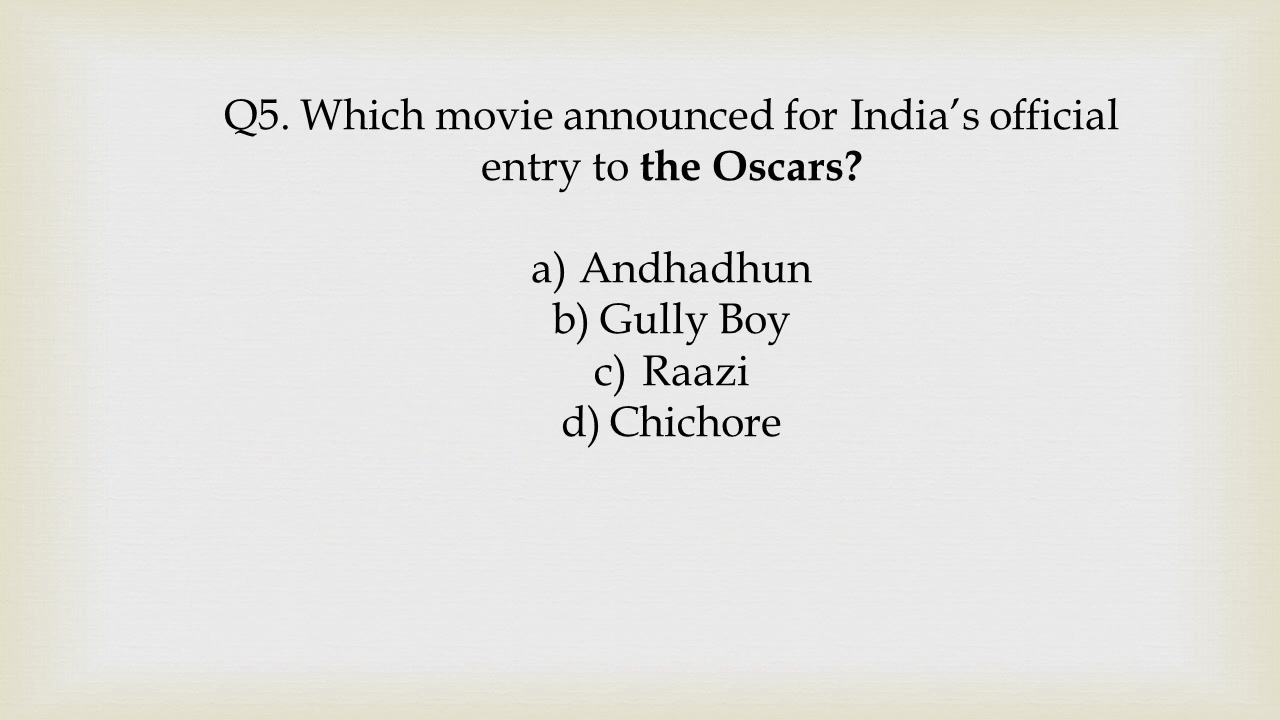 Q5. Which movie announced for India’s official
entry to the Oscars?
a) Andhadhun
b) Gully Boy
c) Raazi
d) Chichore